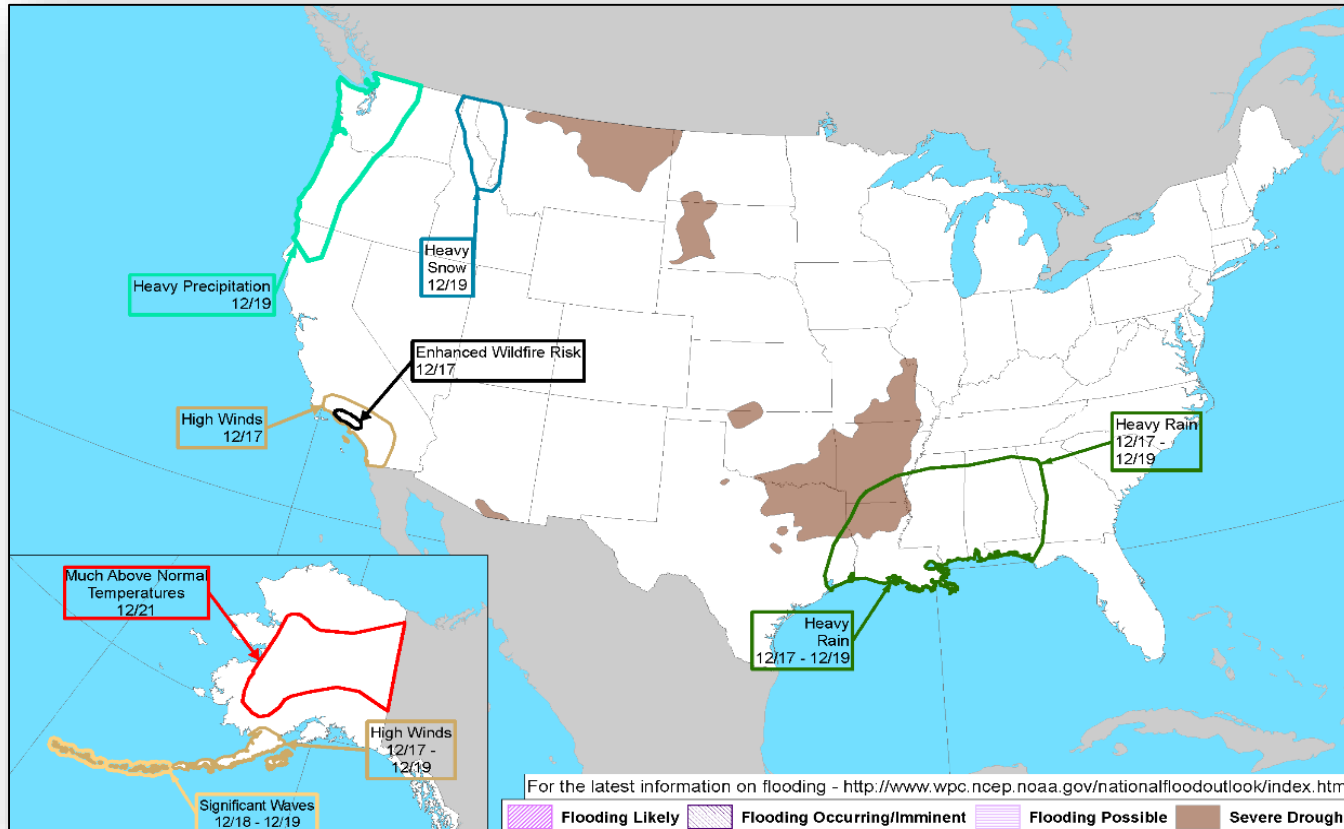 Heavy Precipitation
12/19
Heavy
Snow
12/19
Enhanced Wildfire Risk
12/17
High Winds
12/17
Heavy Rain
12/17 -
12/19
Heavy
Rain
12/17 - 12/19
Much Above Normal
Temperatures
12/21
High Winds
12/17 -
12/19
Significant Waves
12/18 - 12/19
For the latest information on flooding - http://www.wpc.ncep.noaa.gov/nationalfloodoutlook/index.htm
Flooding Likely Flooding Occurring/Imminent Flooding Possible Severe Drough